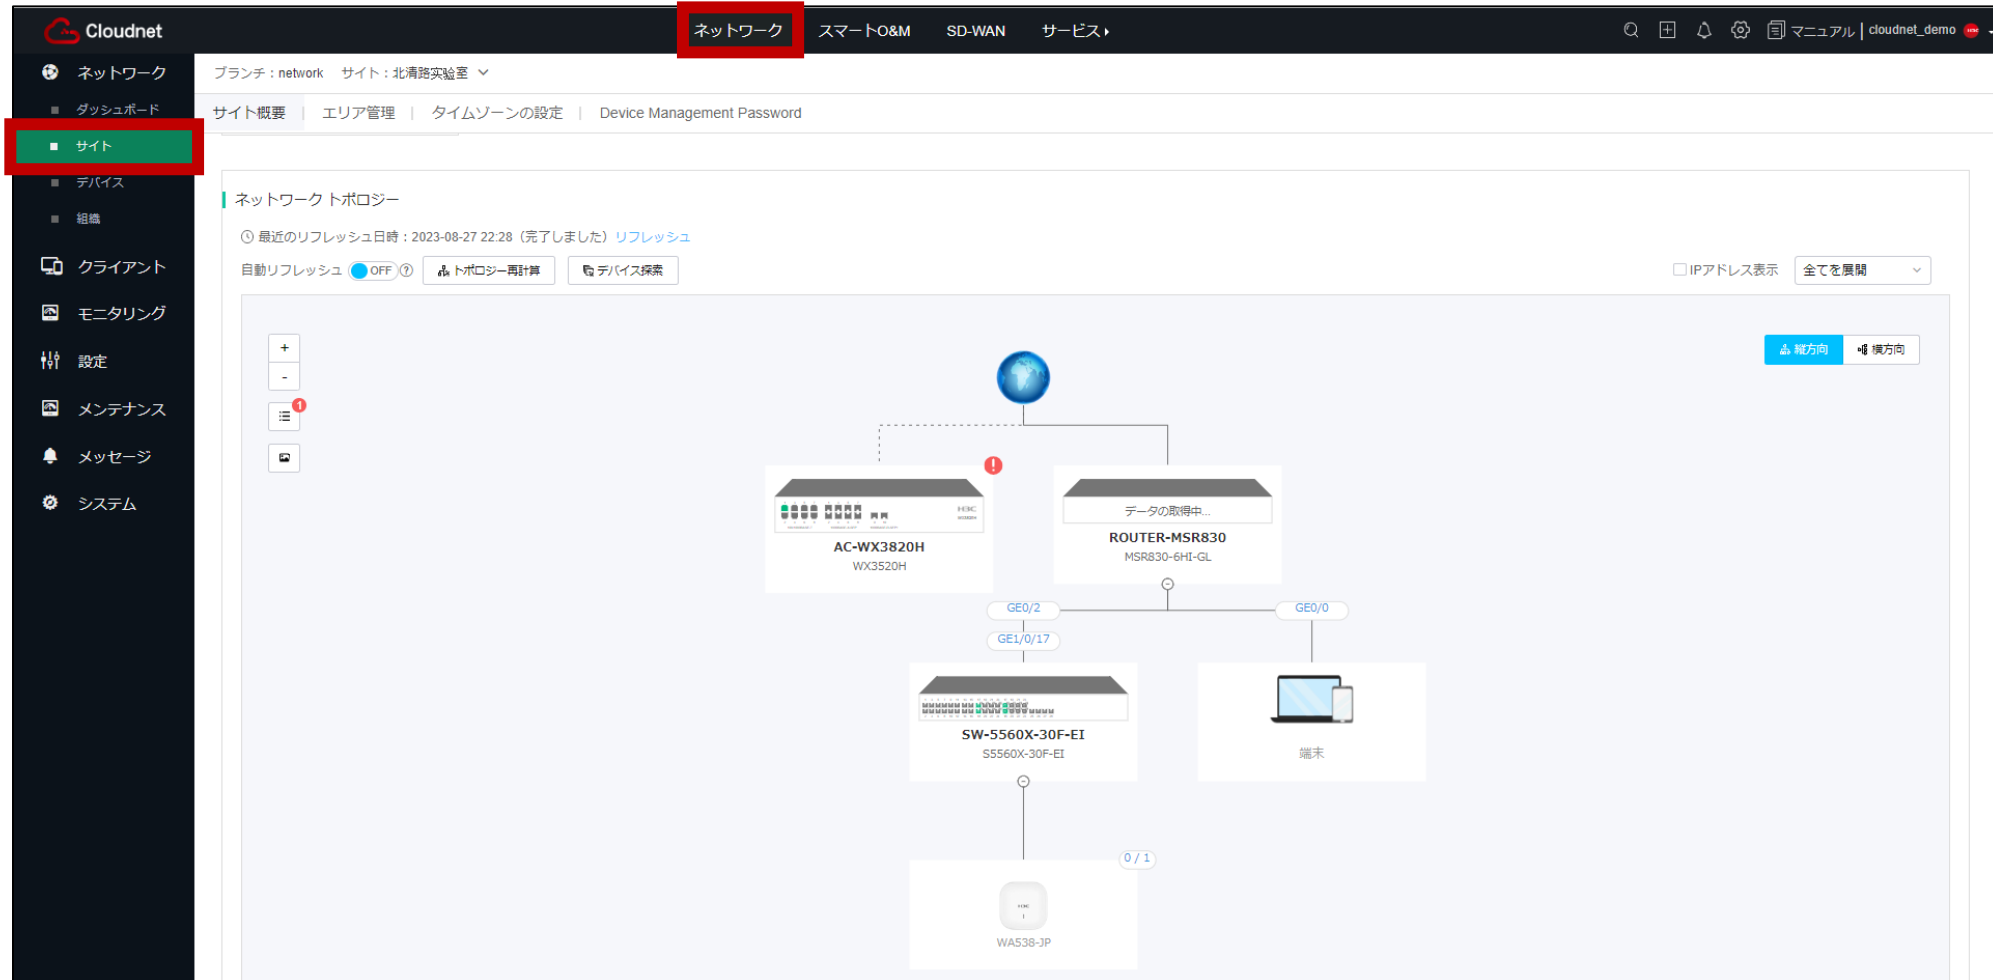 Cloudnet
ネットワーク
スマートO&M
SD-WAN
サービス
マニュアル | cloudnet_demo
ネットワーク
ダッシュボード
サイト
デバイス
組織
クライアント
モニタリング
設定
メンテナンス
メッセージ
システム
ブランチ：network サイト：北清路实验室
サイト概要 | エリア管理 | タイムゾーンの設定 | Device Management Password
ネットワーク トポロジー
最近のリフレッシュ日時：2023-08-27 22:28（完了しました）リフレッシュ
自動リフレッシュ OFF ? トポロジー再計算 デバイス探索
IPアドレス表示 全てを展開
+
-
1
縦方向 横方向
H3C
AC-WX3820H
WX3520H
データの取得中...
ROUTER-MSR830
MSR830-6HI-GL
GE0/2
GE0/0
GE1/0/17
SW-5560X-30F-EI
S5560X-30F-EI
端末
0 / 1
WA538-JP